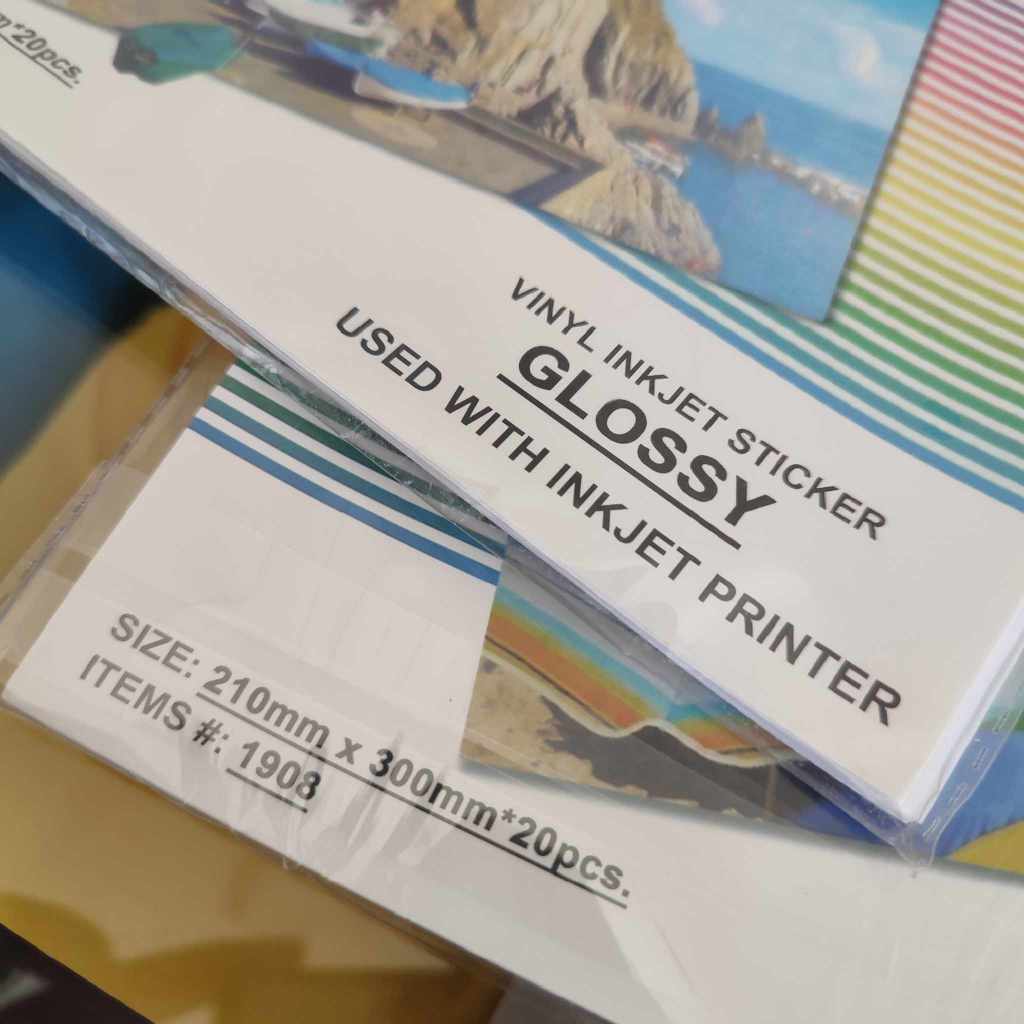 m*20pcs.
VINYL INKJET STICKER
GLOSSY
USED WITH INKJET PRINTER
SIZE: 210mm x 300mm*20pcs.
ITEMS #: 1908